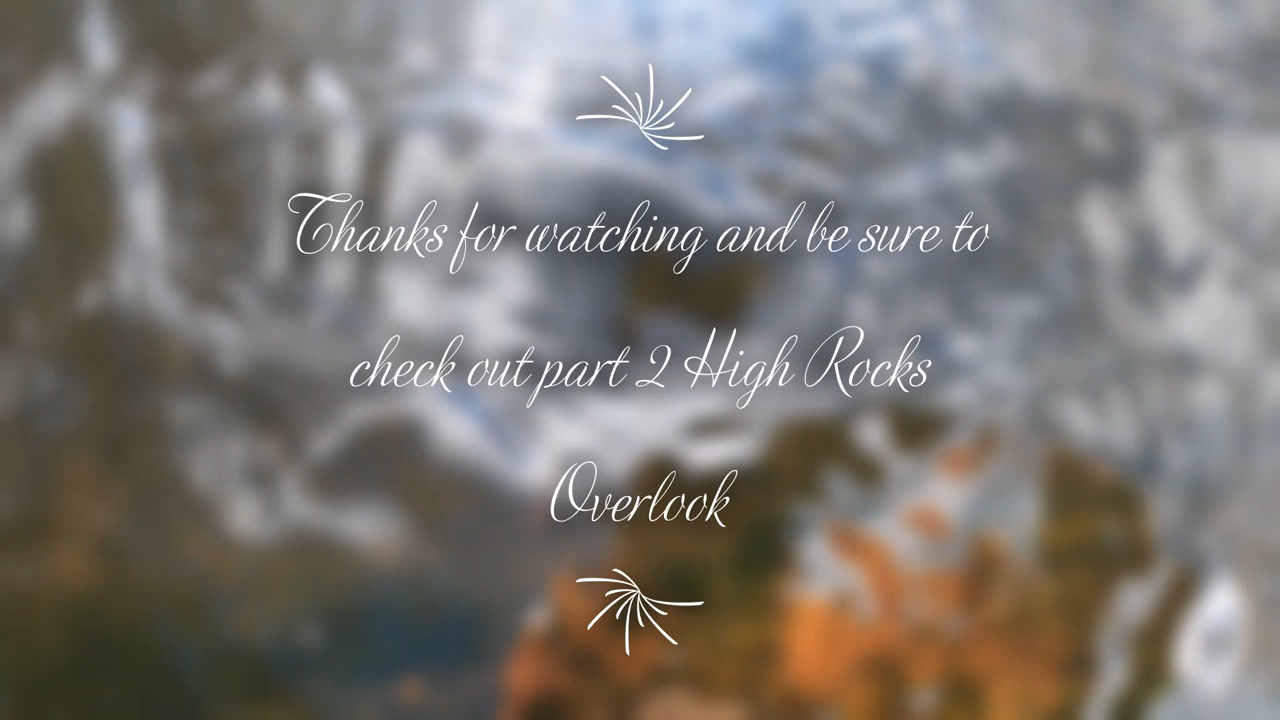 Thanks for watching and be sure to
check out part 2 High Rocks
Overlook